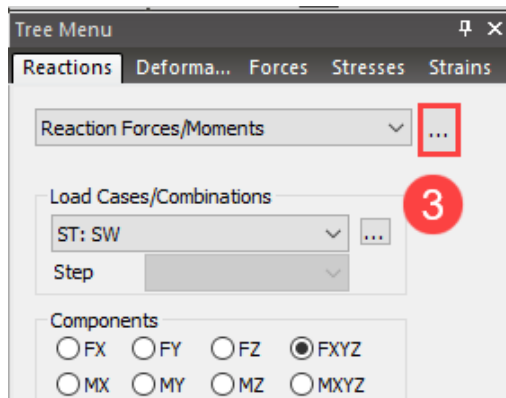 Tree Menu
Reactions Deforma... Forces Stresses Strains
Reaction Forces/Moments ...
3
Load Cases/Combinations
ST: SW ...
Step
Components
FX FY FZ FXYZ
MX MY MZ MXYZ